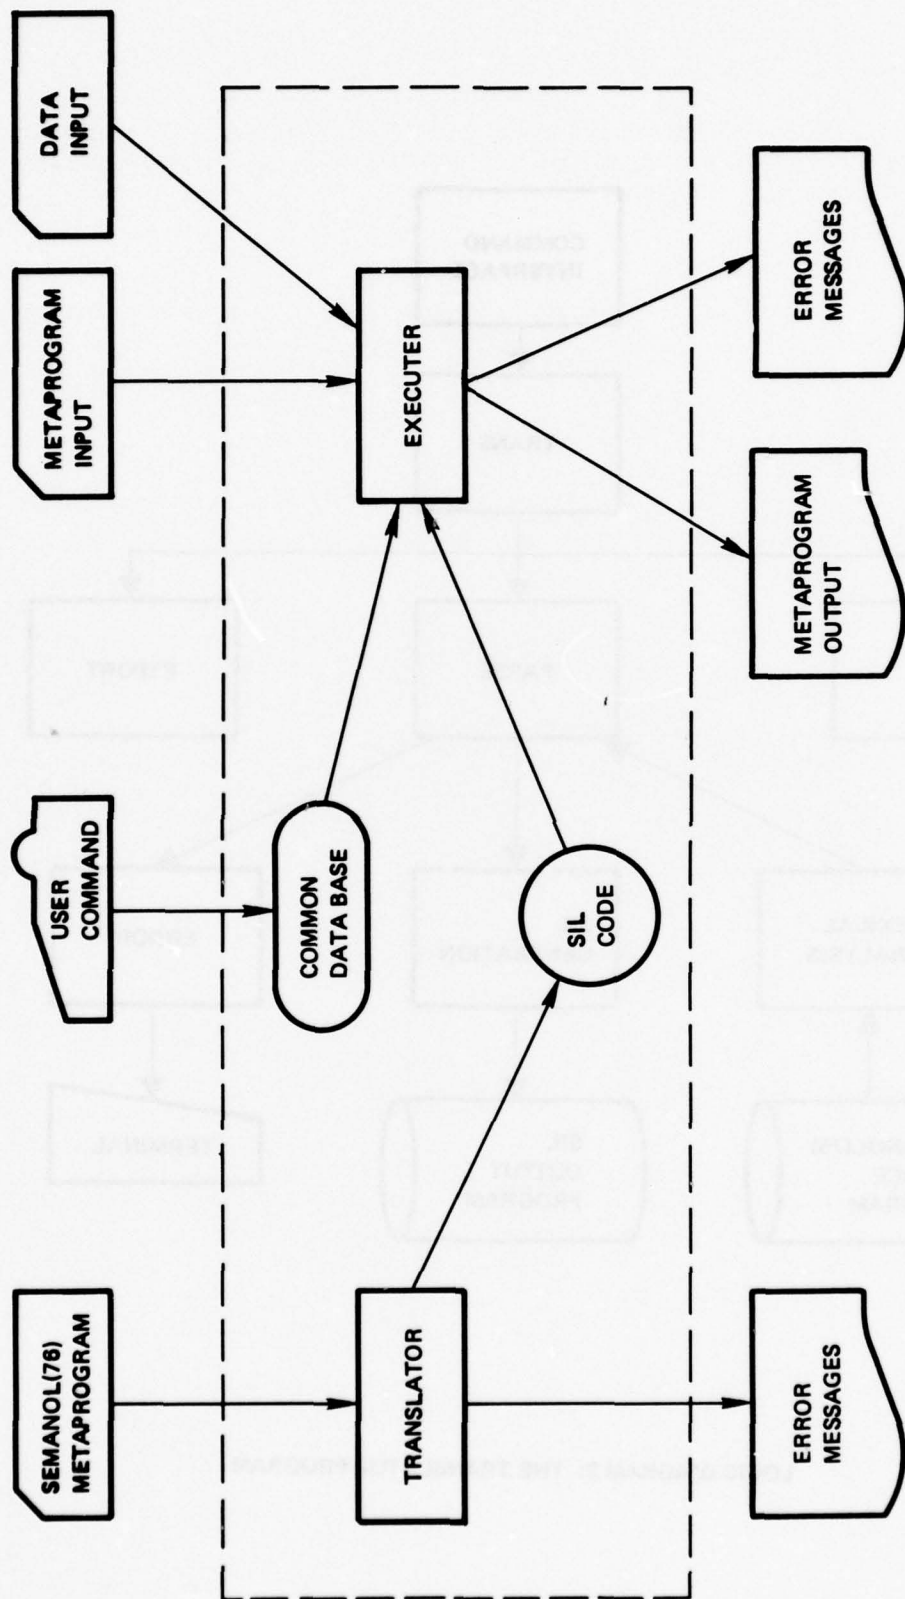 SEMANOL(76)
METAPROGRAM
USER
COMMAND
METAPROGRAM
INPUT
DATA
INPUT
COMMON
DATA BASE
TRANSLATOR
EXECUTER
SIL
CODE
ERROR
MESSAGES
METAPROGRAM
OUTPUT
ERROR
MESSAGES